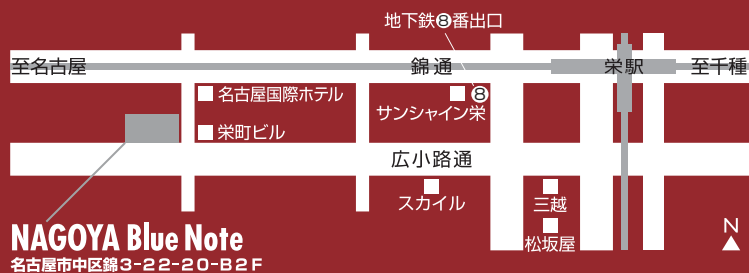 地下鉄❽番出口
至名古屋
錦通
栄駅
至千種
名古屋国際ホテル
❽
サンシャイン栄
栄町ビル
広小路通
スカイル
三越
松坂屋
N
NAGOYA Blue Note
名古屋市中区錦3-22-20-B2F